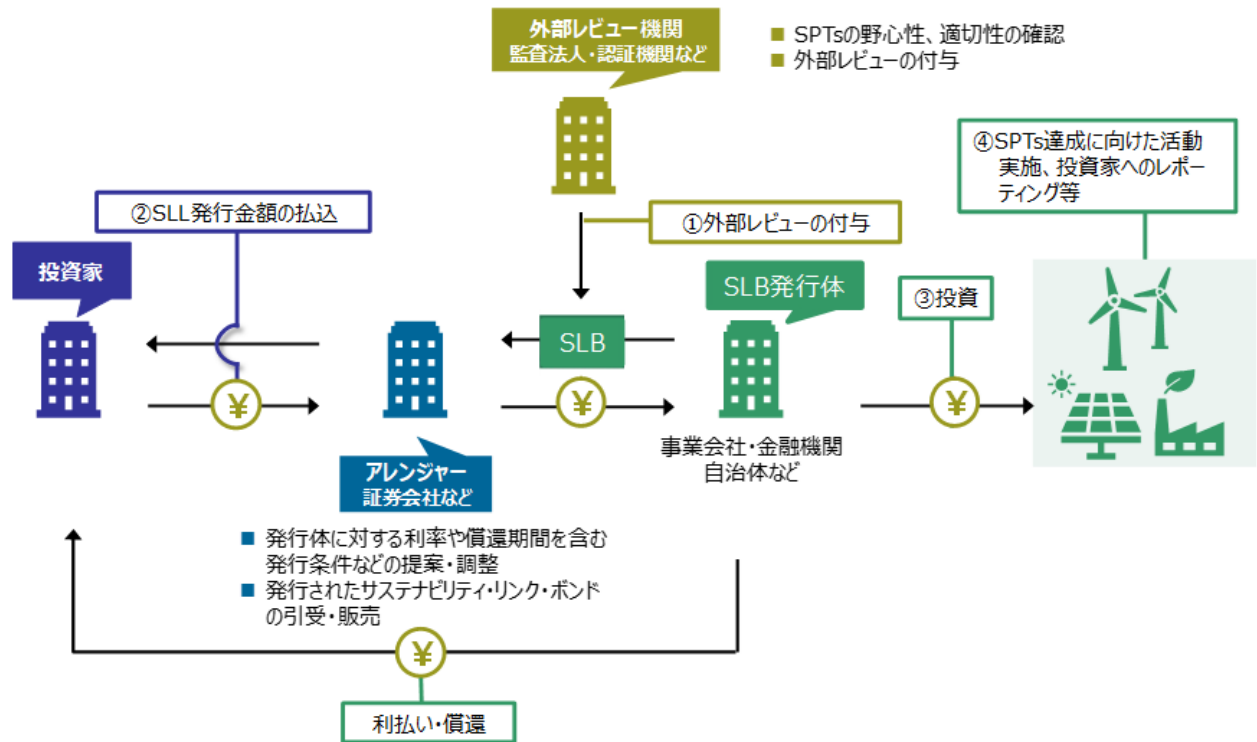 外部レビュー機関
監査法人・認証機関など
■ SPTsの野心性、適切性の確認
■ 外部レビューの付与
④SPTs達成に向けた活動
実施、投資家へのレポー
ティング等
②SLL発行金額の払込
①外部レビューの付与
投資家
SLB発行体
③投資
SLB
¥
¥
¥
事業会社・金融機関
自治体など
アレンジャー
証券会社など
■ 発行体に対する利率や償還期間を含む
発行条件などの提案・調整
■ 発行されたサステナビリティ・リンク・ボンド
の引受・販売
¥
利払い・償還